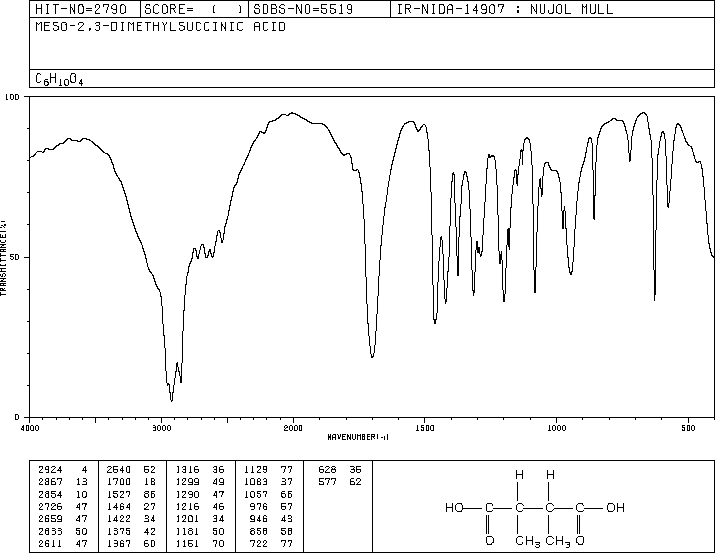 HIT-NO=2790 SCORE= ( ) SDBS-NO=5519 IR-NIDA-14907 : NUJOL MULL
MESO-2,3-DIMETHYLSUCCINIC ACID
C6H10O4
100
50
0
TRANSMITTANCE(%)
4000 3000 2000 1500 1000 500
WAVENUMBER(-1)
2924 4 2540 52 1316 36 1129 77 628 35
2867 13 1700 18 1299 49 1083 37 577 62
2854 10 1527 86 1290 47 1057 66
2726 47 1464 27 1216 46 976 57
2659 47 1422 34 1201 34 946 43
2633 50 1375 42 1181 50 858 58
2611 47 1367 60 1151 70 722 77
H H
HO C C C C OH
O CH3 CH3 O